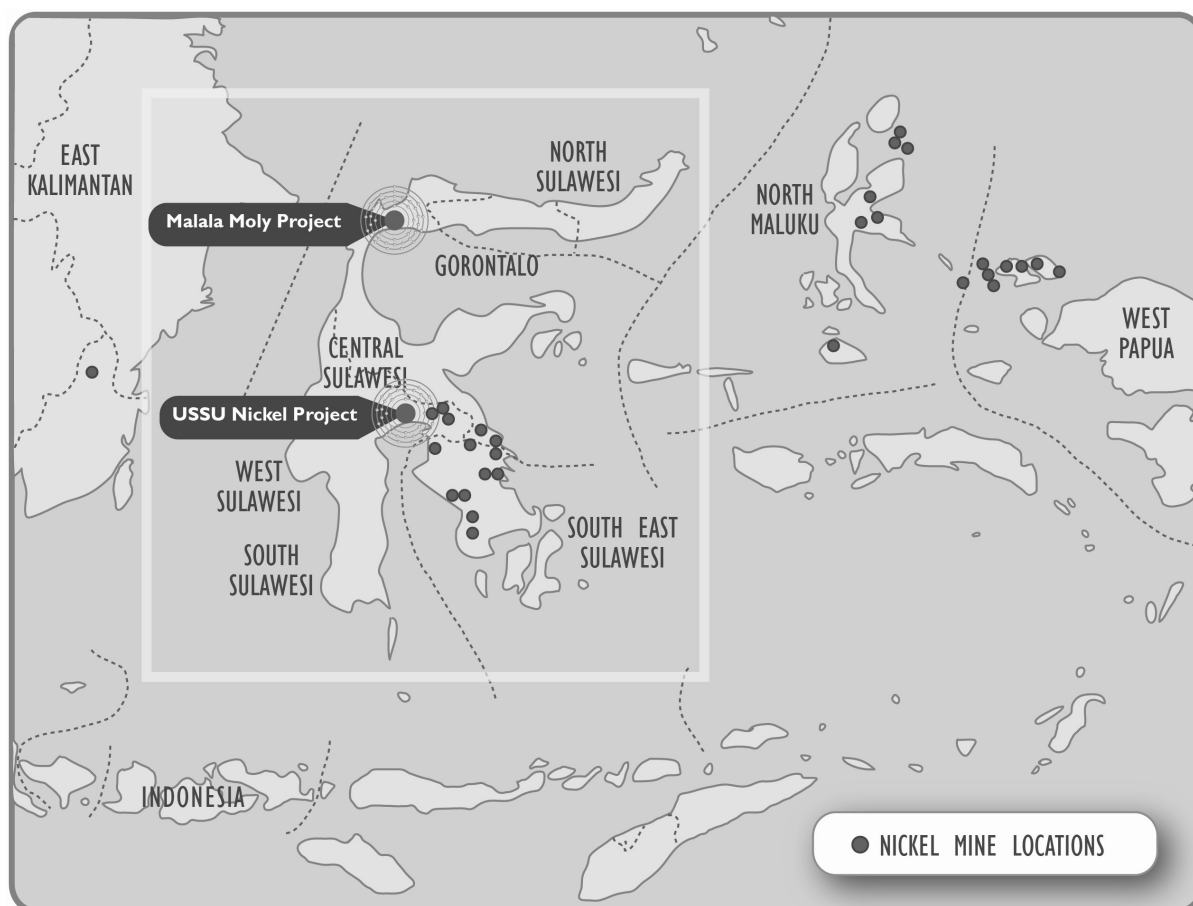 EAST
KALIMANTAN
NORTH
SULAWESI
NORTH
MALUKU
Malala Moly Project
GORONTALO
WEST
PAPUA
CENTRAL
SULAWESI
USSU Nickel Project
WEST
SULAWESI
SOUTH EAST
SULAWESI
SOUTH
SULAWESI
INDONESIA
NICKEL MINE LOCATIONS